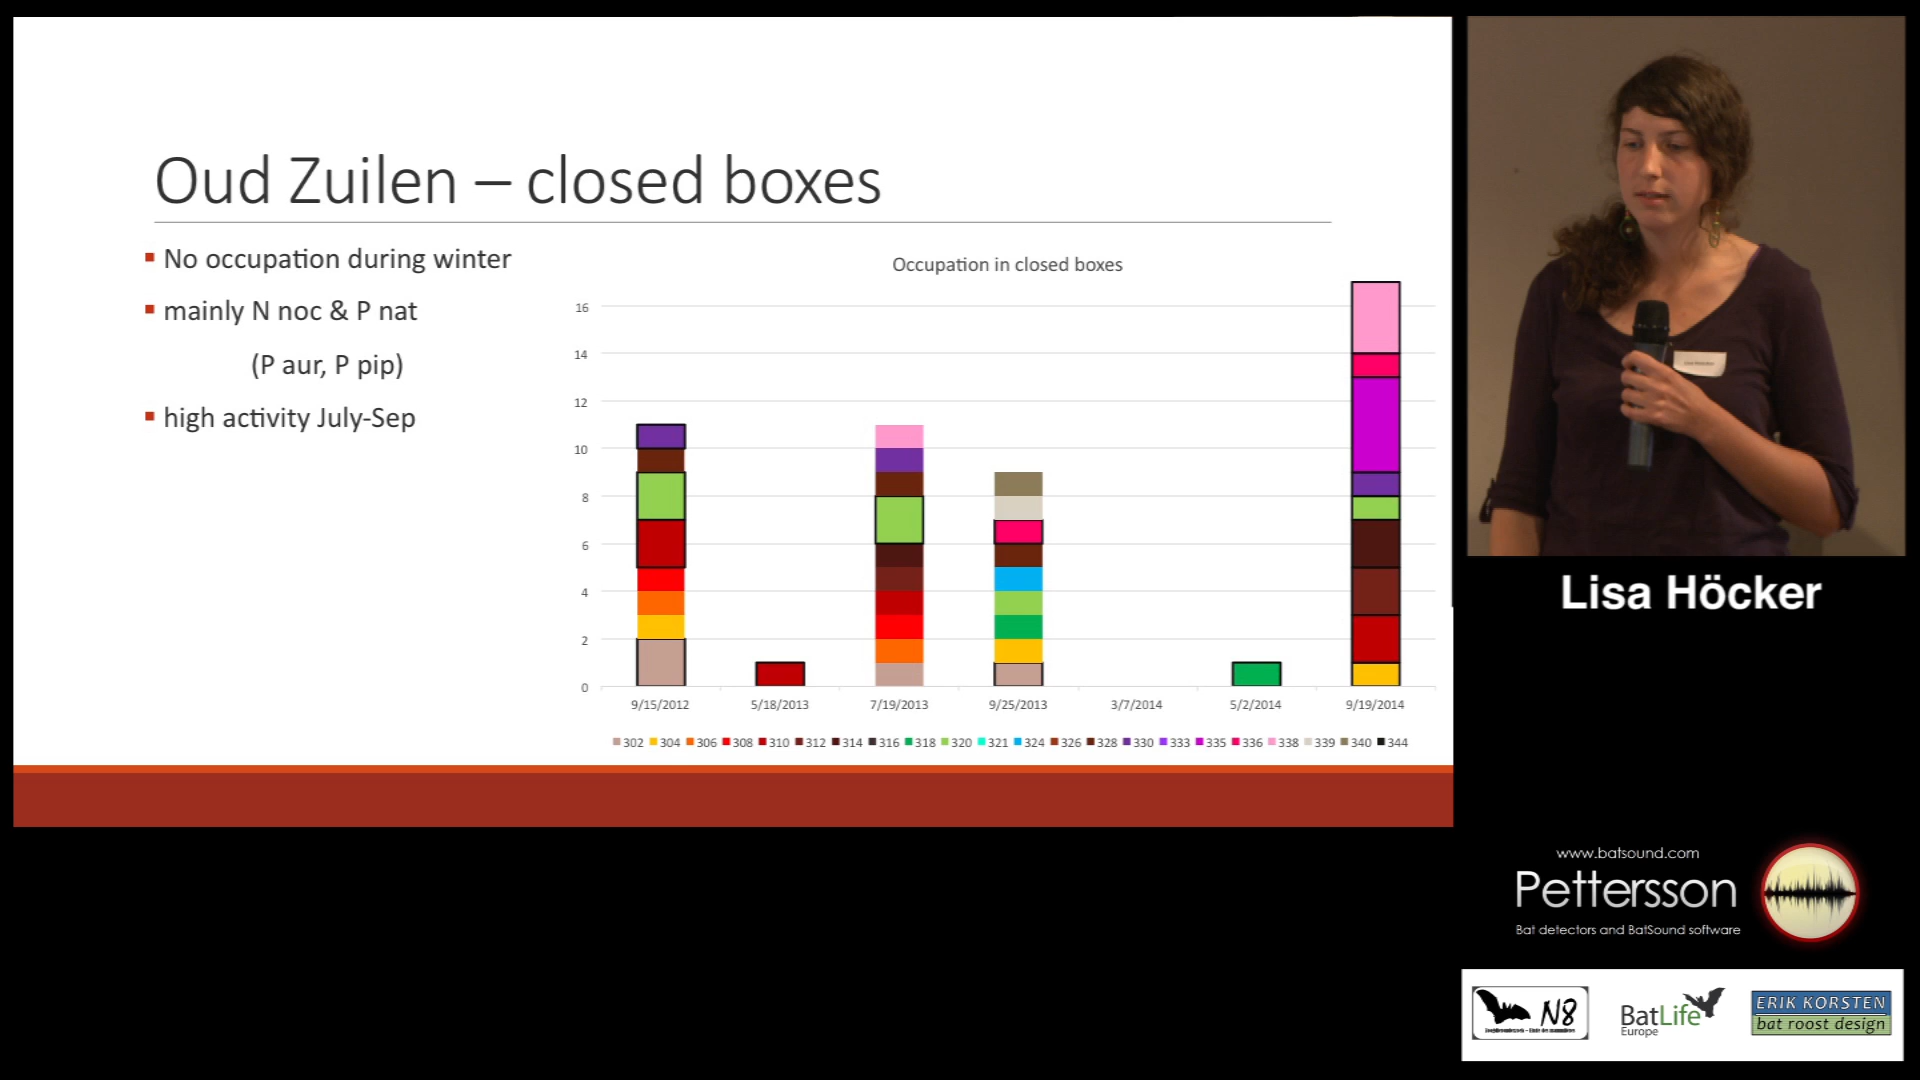 Oud Zuilen – closed boxes
▪ No occupation during winter
▪ mainly N noc & P nat
(P aur, P pip)
▪ high activity July-Sep
Occupation in closed boxes
16
14
12
10
8
6
4
2
0
9/15/2012 5/18/2013 7/19/2013 9/25/2013 3/7/2014 5/2/2014 9/19/2014
302 304 306 308 310 312 314 316 318 320 321 324 326 328 330 333 335 336 338 339 340 344
Lisa Höcker
www.batsound.com
Pettersson
Bat detectors and BatSound software
N8
BatLife
Europe
ERIK KORSTEN
bat roost design